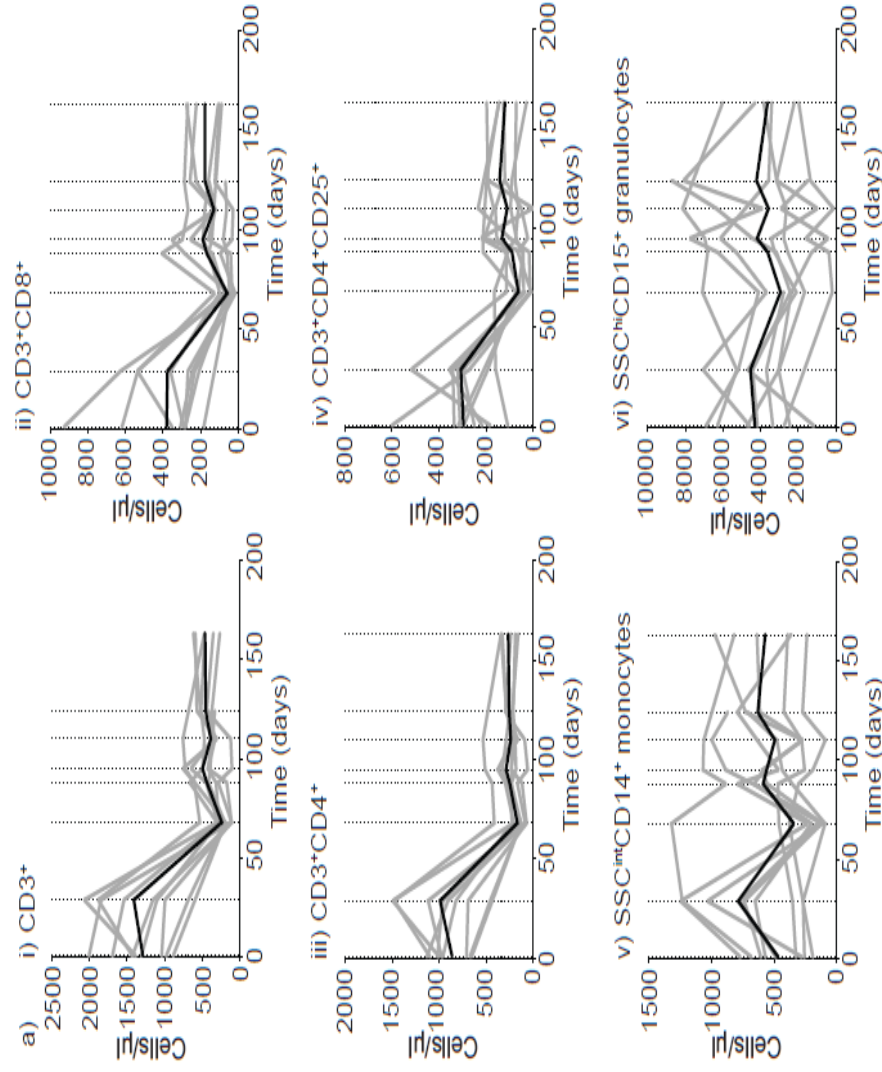 a)
i) CD3⁺
Cells/µl
2500
2000
1500
1000
500
0
0 50 100 150 200
Time (days)
ii) CD3⁺CD8⁺
Cells/µl
1000
800
600
400
200
0
0 50 100 150 200
Time (days)
iii) CD3⁺CD4⁺
Cells/µl
2000
1500
1000
500
0
0 50 100 150 200
Time (days)
iv) CD3⁺CD4⁺CD25⁺
Cells/µl
800
600
400
200
0
0 50 100 150 200
Time (days)
v) SSCⁱⁿᵗCD14⁺ monocytes
Cells/µl
1500
1000
500
0
0 50 100 150 200
Time (days)
vi) SSCʰⁱCD15⁺ granulocytes
Cells/µl
10000
8000
6000
4000
2000
0
0 50 100 150 200
Time (days)